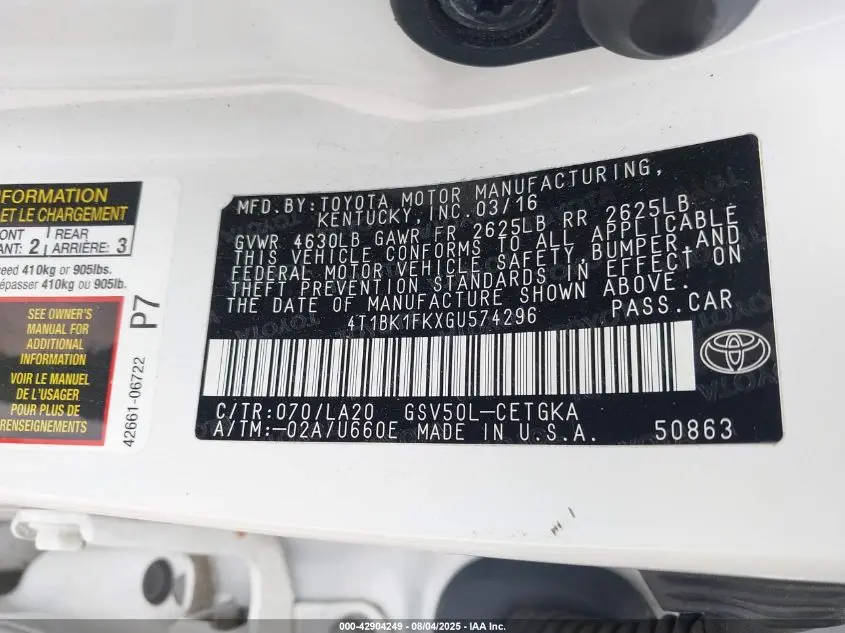 NFORMATION
ET LE CHARGEMENT
ONT 2 REAR 3
ANT: ARRIÈRE:
eed 410kg or 905lbs.
épasser 410kg ou 905lb.
SEE OWNER'S
MANUAL FOR
ADDITIONAL
INFORMATION
VOIR LE MANUEL
DE L'USAGER
POUR PLUS DE
RENSEIGNEMENTS
P7
42661-06722
MFD.BY:TOYOTA MOTOR MANUFACTURING,
KENTUCKY, INC.03/16
GVWR 4630LB GAWR FR 2625LB RR 2625LB
THIS VEHICLE CONFORMS TO ALL APPLICABLE
FEDERAL MOTOR VEHICLE SAFETY,BUMPER,AND
THEFT PREVENTION STANDARDS IN EFFECT ON
THE DATE OF MANUFACTURE SHOWN ABOVE.
4T1BK1FKXGU574296 PASS.CAR
C/TR:070/LA20 GSV50L-CETGKA
A/TM:-02A/U660E MADE IN U.S.A. 50863
000-42904249 - 08/04/2025 - IAA Inc.